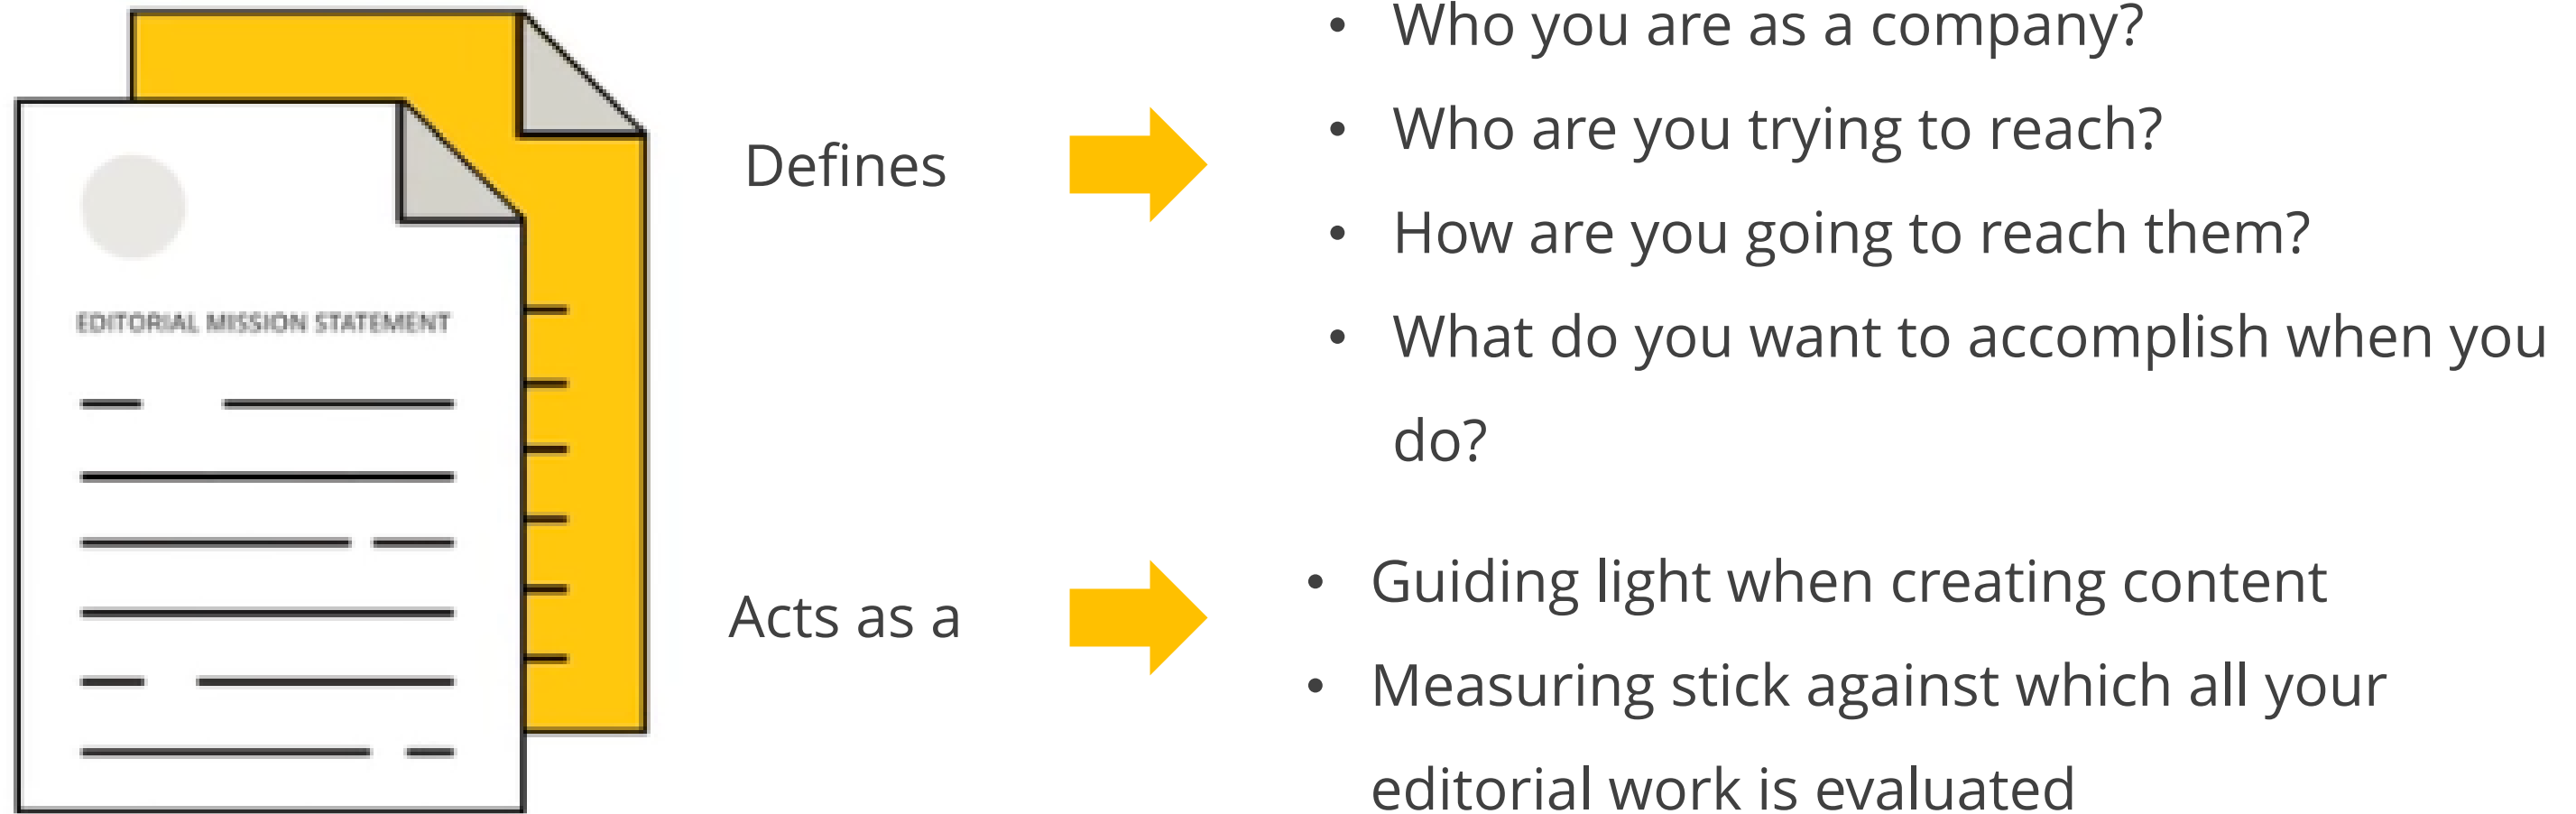 EDITORIAL MISSION STATEMENT
Defines
• Who you are as a company?
• Who are you trying to reach?
• How are you going to reach them?
• What do you want to accomplish when you
do?
Acts as a
• Guiding light when creating content
• Measuring stick against which all your
editorial work is evaluated